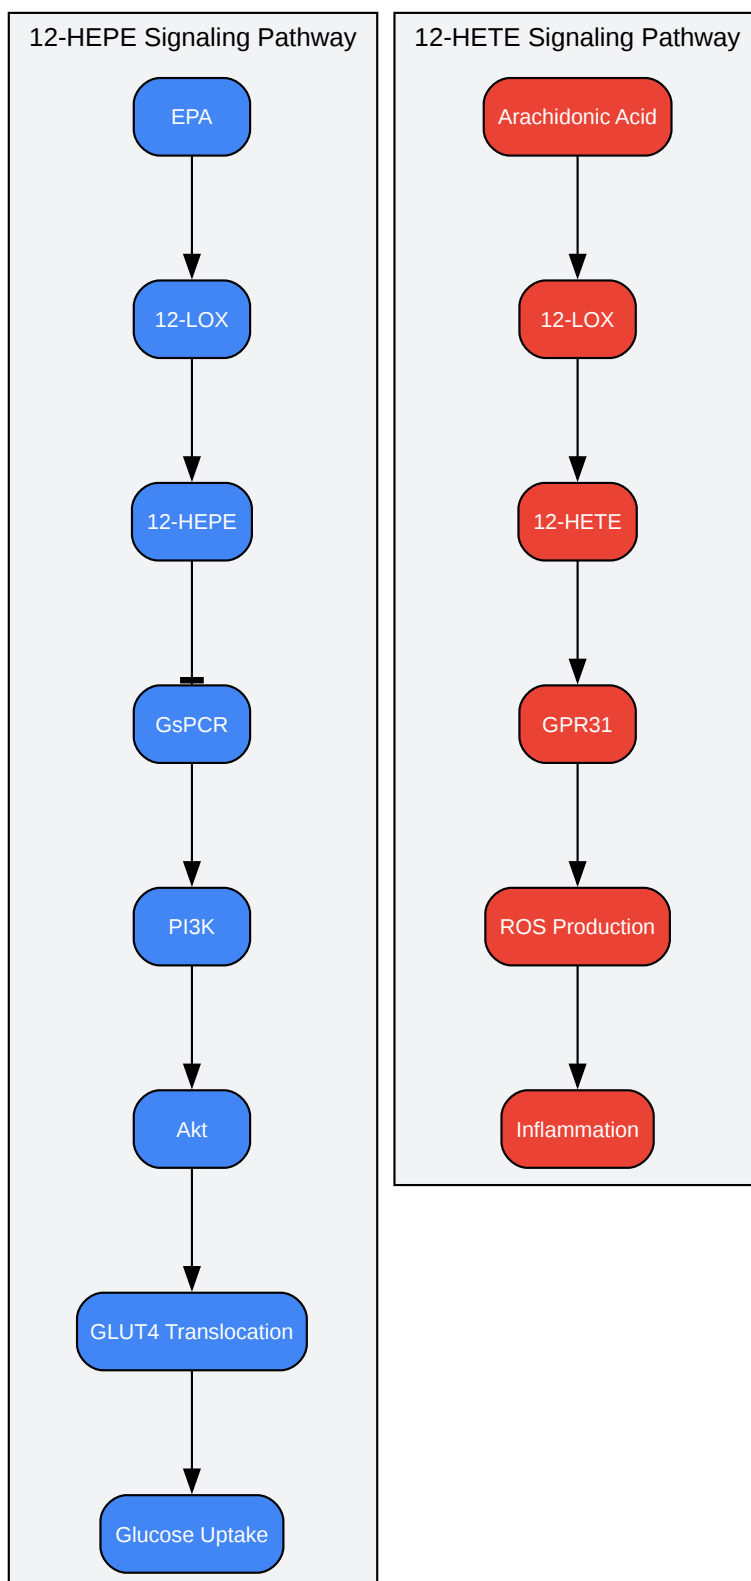 12-HEPE Signaling Pathway
EPA
12-LOX
12-HEPE
GsPCR
PI3K
Akt
GLUT4 Translocation
Glucose Uptake
12-HETE Signaling Pathway
Arachidonic Acid
12-LOX
12-HETE
GPR31
ROS Production
Inflammation